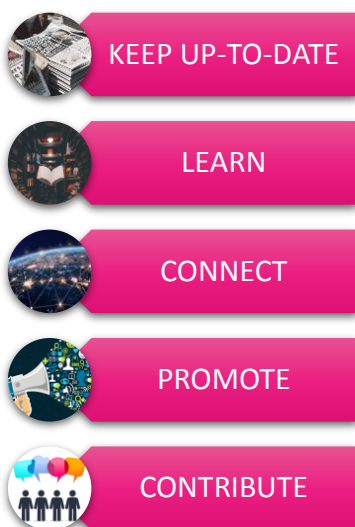 KEEP UP-TO-DATE
LEARN
CONNECT
PROMOTE
CONTRIBUTE